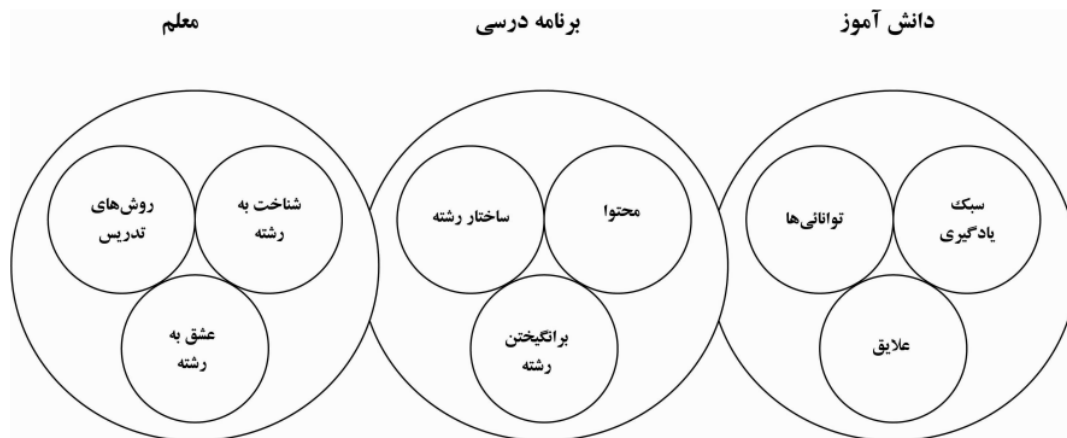 دانش آموز
برنامه درسی
معلم
سبک
یادگیری
توانائی‌ها
علایق
محتوا
ساختار رشته
برانگیختن
رشته
شناخت به
رشته
روش‌های
تدریس
عشق به
رشته